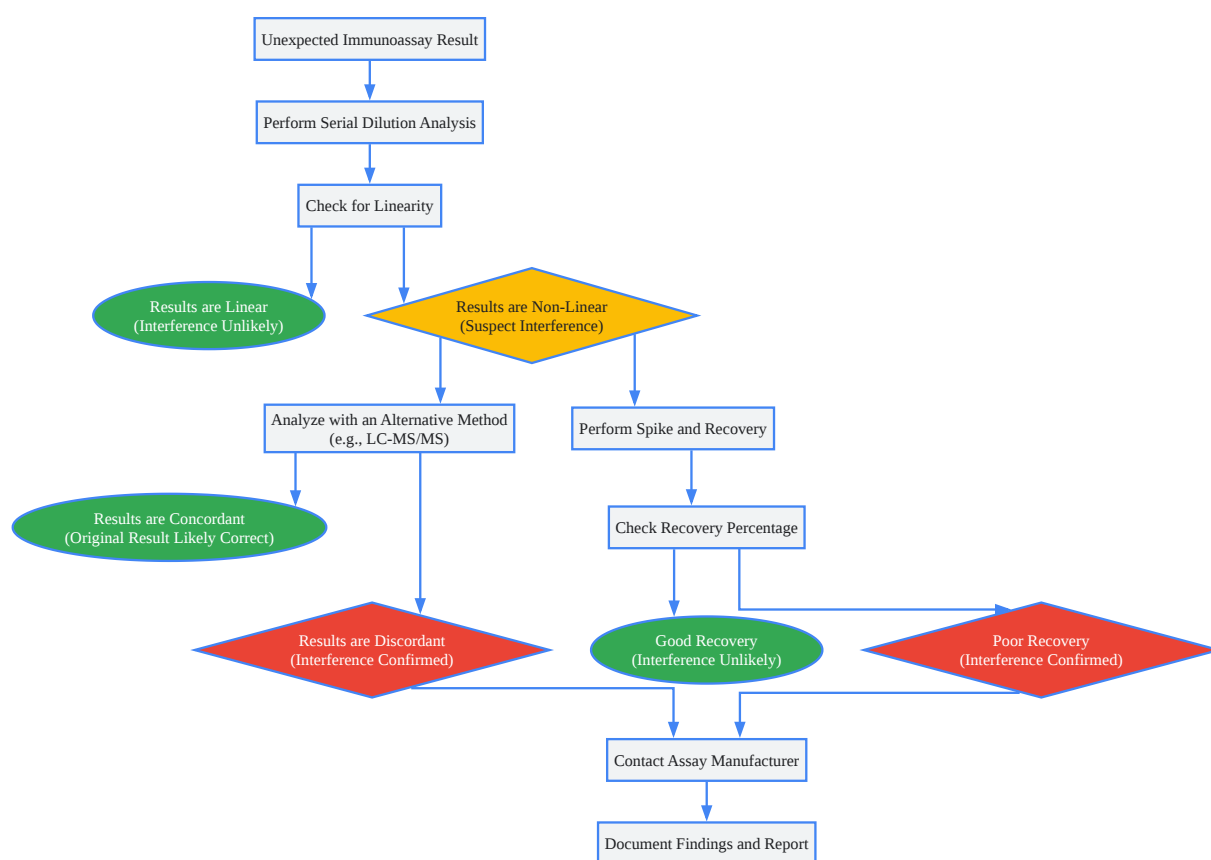 Unexpected Immunoassay Result
Perform Serial Dilution Analysis
Check for Linearity
Results are Linear
(Interference Unlikely)
Results are Non-Linear
(Suspect Interference)
Analyze with an Alternative Method
(e.g., LC-MS/MS)
Perform Spike and Recovery
Results are Concordant
(Original Result Likely Correct)
Check Recovery Percentage
Results are Discordant
(Interference Confirmed)
Good Recovery
(Interference Unlikely)
Poor Recovery
(Interference Confirmed)
Contact Assay Manufacturer
Document Findings and Report